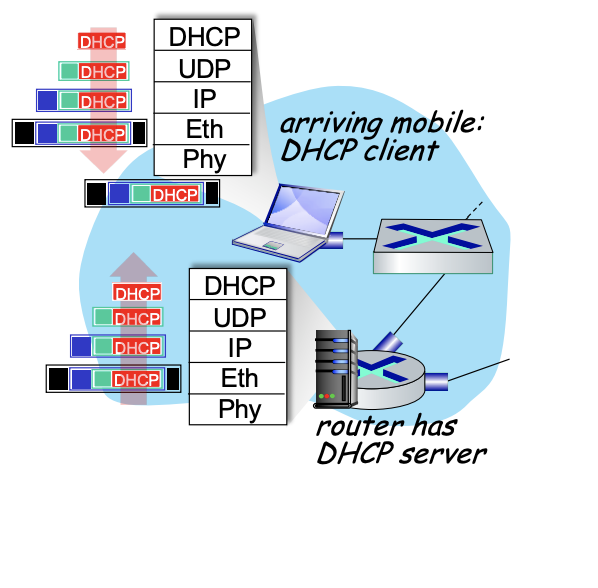 DHCP
DHCP
DHCP
DHCP
DHCP
DHCP
UDP
IP
Eth
Phy
arriving mobile:
DHCP client
DHCP
DHCP
DHCP
DHCP
DHCP
UDP
IP
Eth
Phy
router has
DHCP server